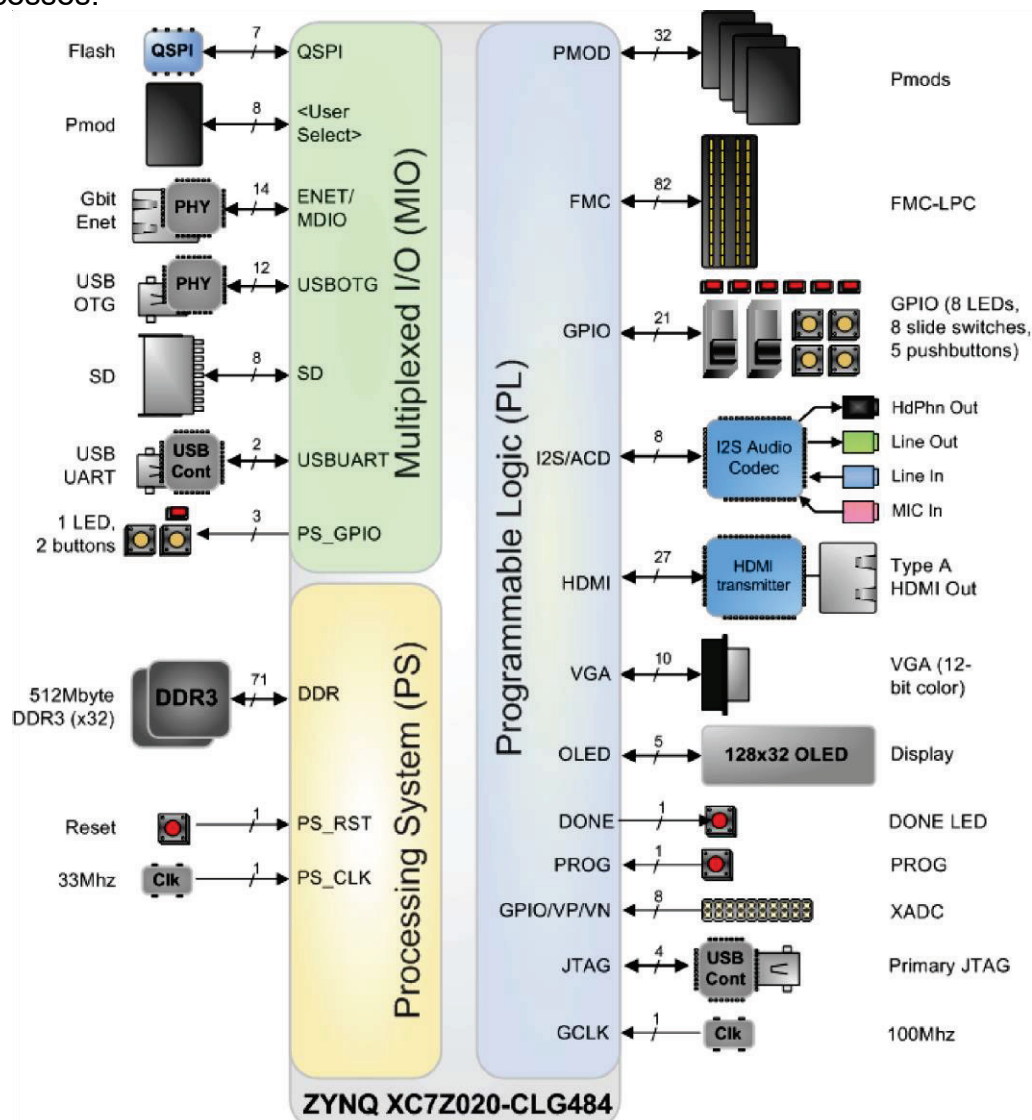 Flash
QSPI
7
QSPI
Pmod
8
<User
Select>
Gbit
Enet
PHY
14
ENET/
MDIO
USB
OTG
PHY
12
USBOTG
SD
8
SD
USB
UART
USB
Cont
2
USBUART
1 LED,
2 buttons
3
PS_GPIO
Multiplexed I/O (MIO)
512Mbyte
DDR3 (x32)
DDR3
71
DDR
Reset
1
PS_RST
33Mhz
Clk
1
PS_CLK
Processing System (PS)
Programmable Logic (PL)
PMOD
32
Pmods
FMC
82
FMC-LPC
GPIO
21
GPIO (8 LEDs,
8 slide switches,
5 pushbuttons)
I2S/ACD
8
I2S Audio
Codec
HdPhn Out
Line Out
Line In
MIC In
HDMI
27
HDMI
transmitter
Type A
HDMI Out
VGA
10
VGA (12-
bit color)
OLED
5
128x32 OLED
Display
DONE
1
DONE LED
PROG
1
PROG
GPIO/VP/VN
8
XADC
JTAG
4
USB
Cont
Primary JTAG
GCLK
1
Clk
100Mhz
ZYNQ XC7Z020-CLG484